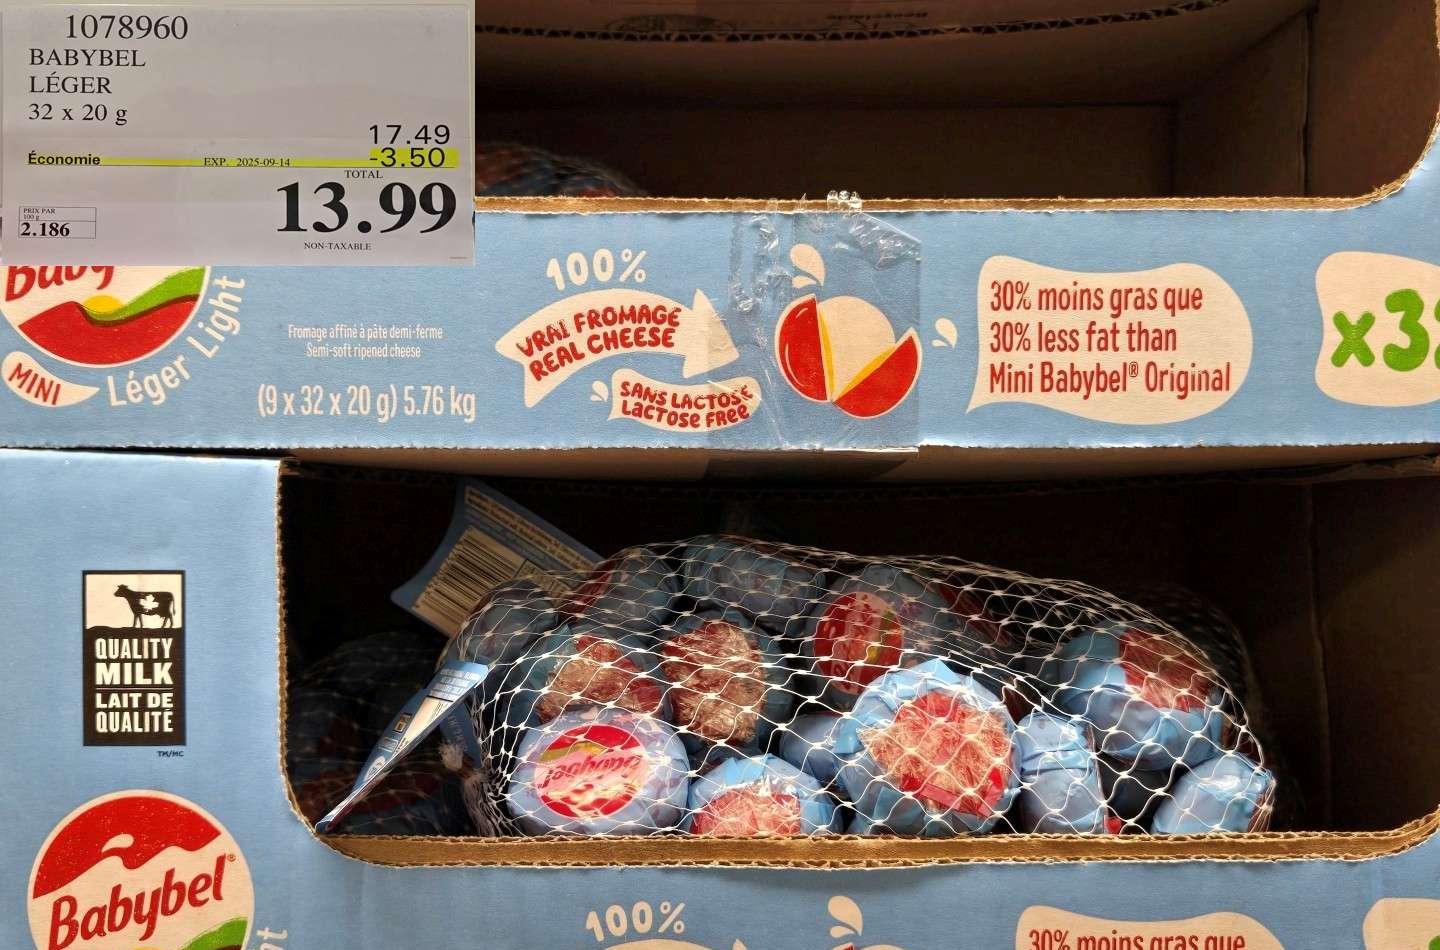 1078960
BABYBEL
LÉGER
32 x 20 g
17.49
Économie EXP. 2025-09-14 -3.50
TOTAL
13.99
PRIX PAR
100 g
2.186
NON-TAXABLE
Baby
MINI
Léger Light
Fromage affiné à pâte demi-ferme
Semi-soft ripened cheese
(9 x 32 x 20 g) 5.76 kg
100%
VRAI FROMAGE
REAL CHEESE
SANS LACTOSE
LACTOSE FREE
30% moins gras que
30% less fat than
Mini Babybel® Original
x3
QUALITY
MILK
LAIT DE
QUALITÉ
TM/MC
Babybel
Babybel®
100%
30% moins gras que